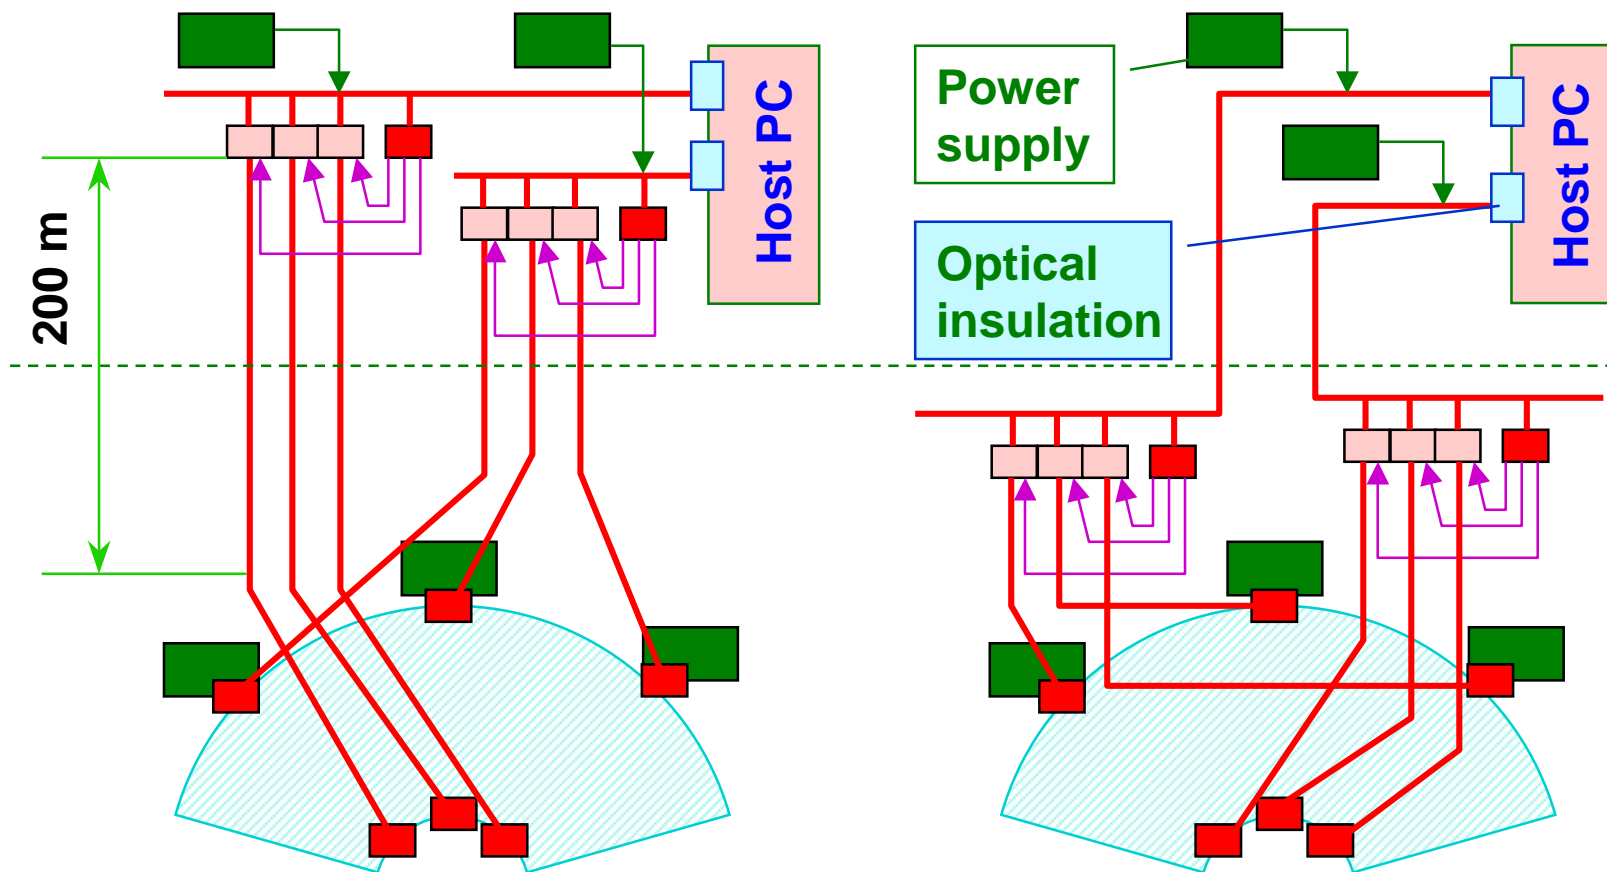 200 m
Host PC
Power
supply
Optical
insulation
Host PC